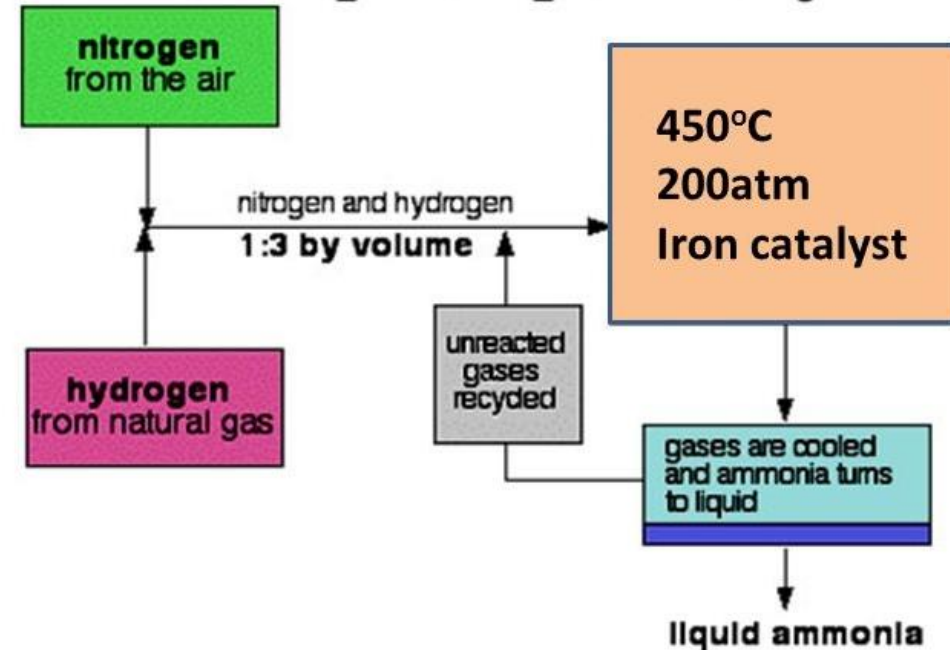 nitrogen
from the air
450°C
200atm
Iron catalyst
nitrogen and hydrogen
1:3 by volume
unreacted
gases
recycled
hydrogen
from natural gas
gases are cooled
and ammonia turns
to liquid
liquid ammonia